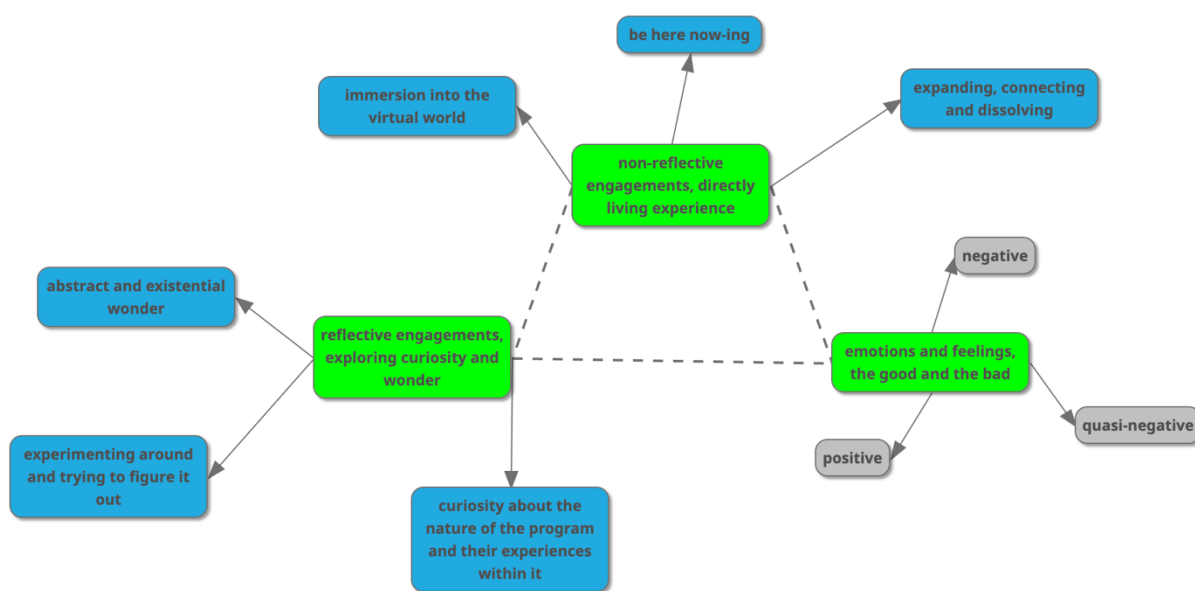 be here now-ing
immersion into the
virtual world
expanding, connecting
and dissolving
non-reflective
engagements, directly
living experience
negative
abstract and existential
wonder
reflective engagements,
exploring curiosity and
wonder
emotions and feelings,
the good and the bad
quasi-negative
positive
experimenting around
and trying to figure it
out
curiosity about the
nature of the program
and their experiences
within it